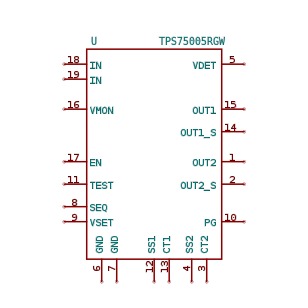 U TPS75005RGW
18 IN VDET 5
19 IN
16 VMON OUT1 15
OUT1_S 14
17 EN OUT2 1
11 TEST OUT2_S 2
8 SEQ
9 VSET PG 10
GND GND SS1 CT1 SS2 CT2
6 7 12 13 4 3